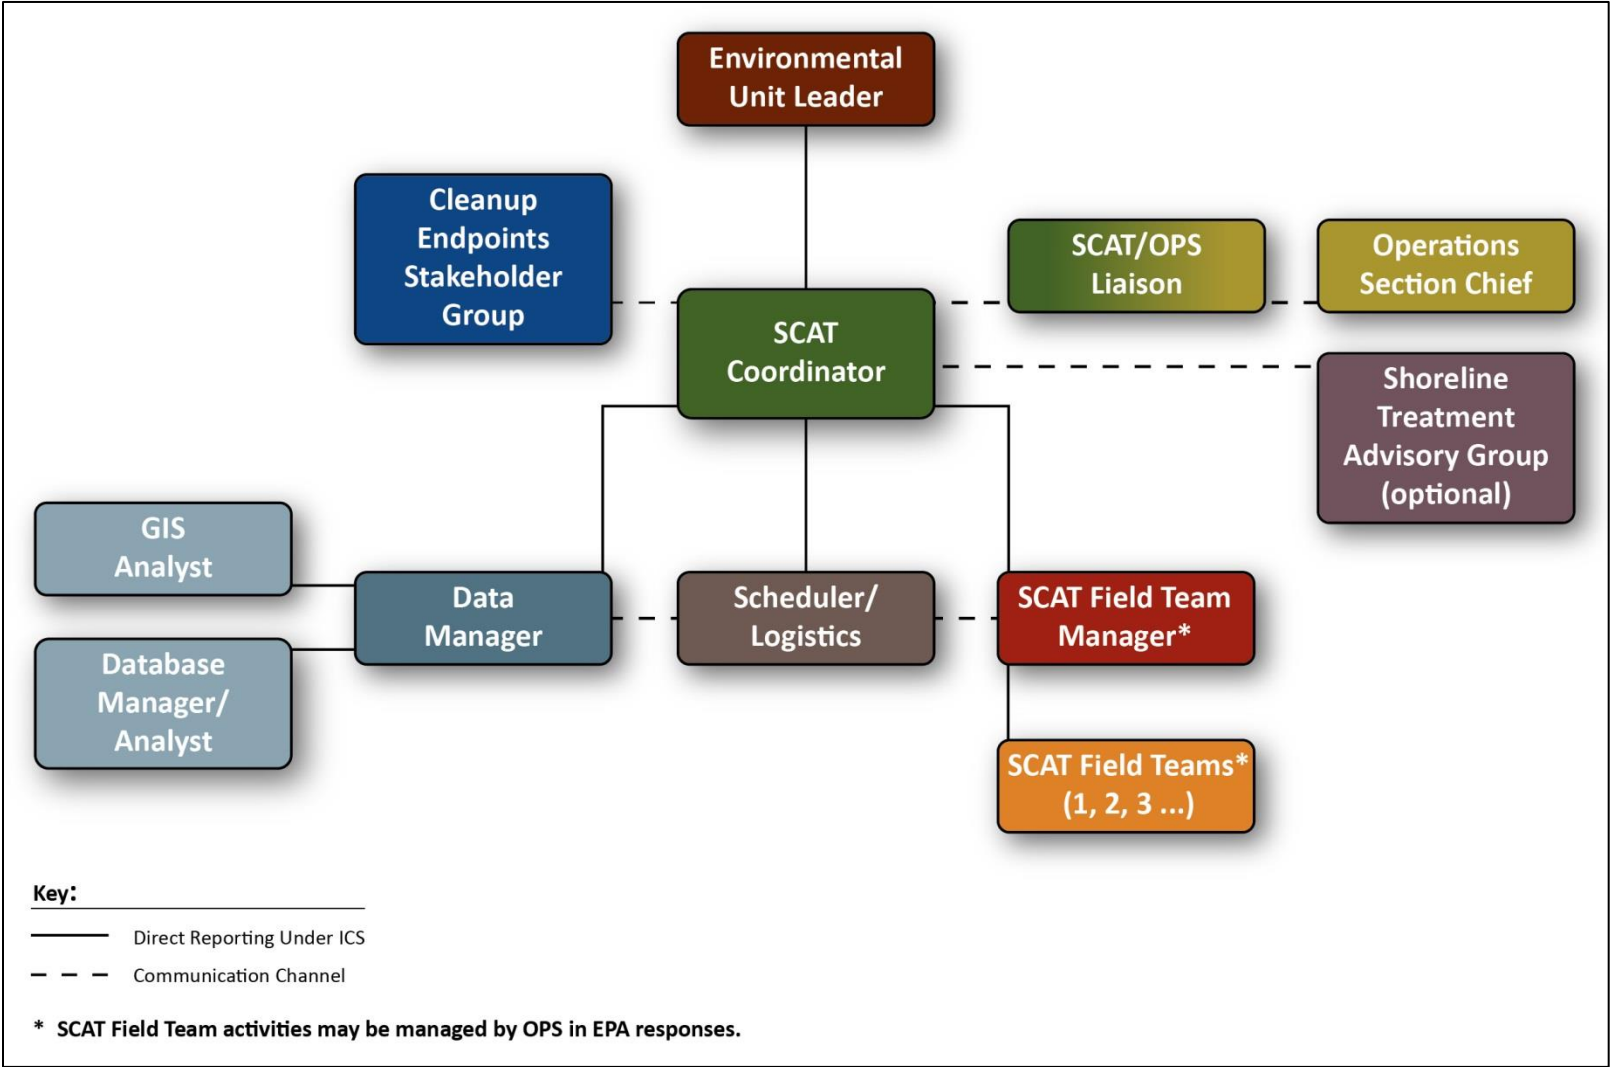 Environmental
Unit Leader
Cleanup
Endpoints
Stakeholder
Group
SCAT/OPS
Liaison
Operations
Section Chief
SCAT
Coordinator
Shoreline
Treatment
Advisory Group
(optional)
GIS
Analyst
Data
Manager
Scheduler/
Logistics
SCAT Field Team
Manager*
Database
Manager/
Analyst
SCAT Field Teams*
(1, 2, 3 ...)
Key:
Direct Reporting Under ICS
Communication Channel
* SCAT Field Team activities may be managed by OPS in EPA responses.